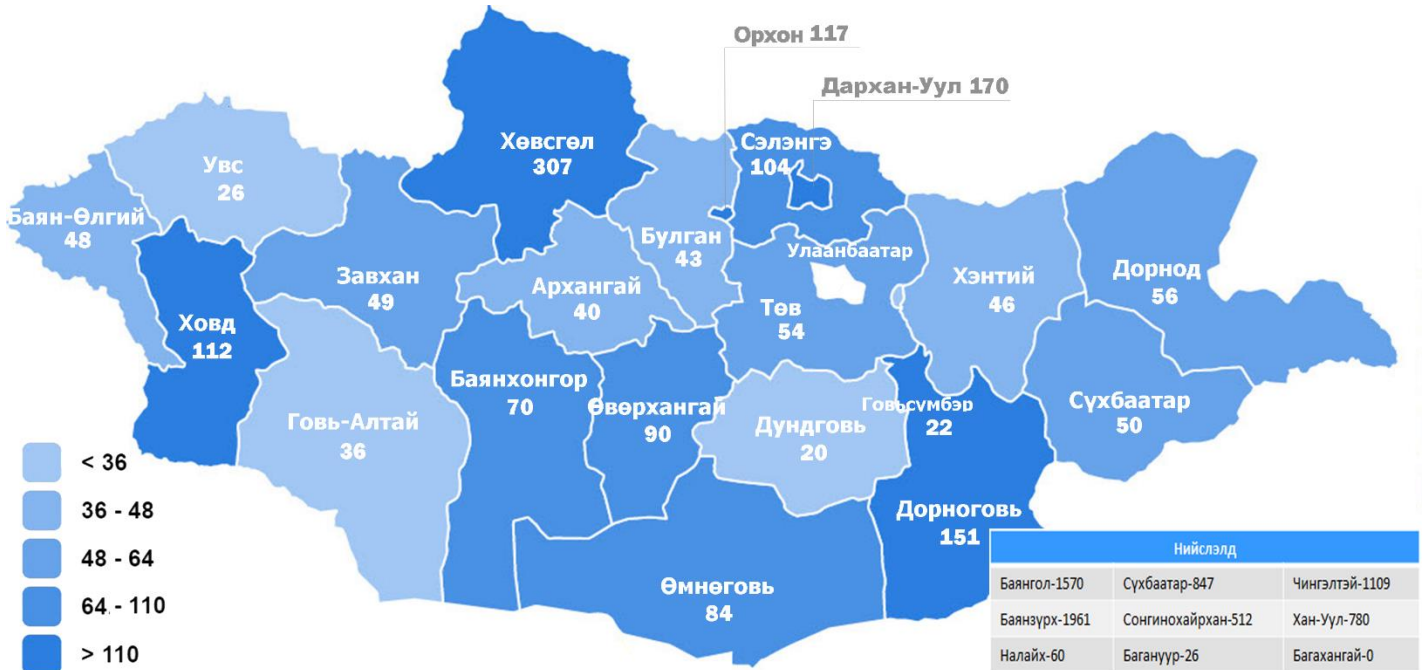 Орхон 117
Дархан-Уул 170
Хөвсгөл
307
Сэлэнгэ
104
Увс
26
Баян-Өлгий
48
Булган
43
Улаанбаатар
Завхан
49
Архангай
40
Хэнтий
46
Дорнод
56
Ховд
112
Төв
54
Баянхонгор
70
Өвөрхангай
90
Говь-Алтай
36
Дундговь
20
Говьсүмбэр
22
Сүхбаатар
50
Дорноговь
151
Өмнөговь
84
< 36
36 - 48
48 - 64
64 - 110
> 110
Нийслэлд
Баянгол-1570 Сүхбаатар-847 Чингэлтэй-1109
Баянзүрх-1961 Сонгинохайрхан-512 Хан-Уул-780
Налайх-60 Багануур-26 Багахангай-0